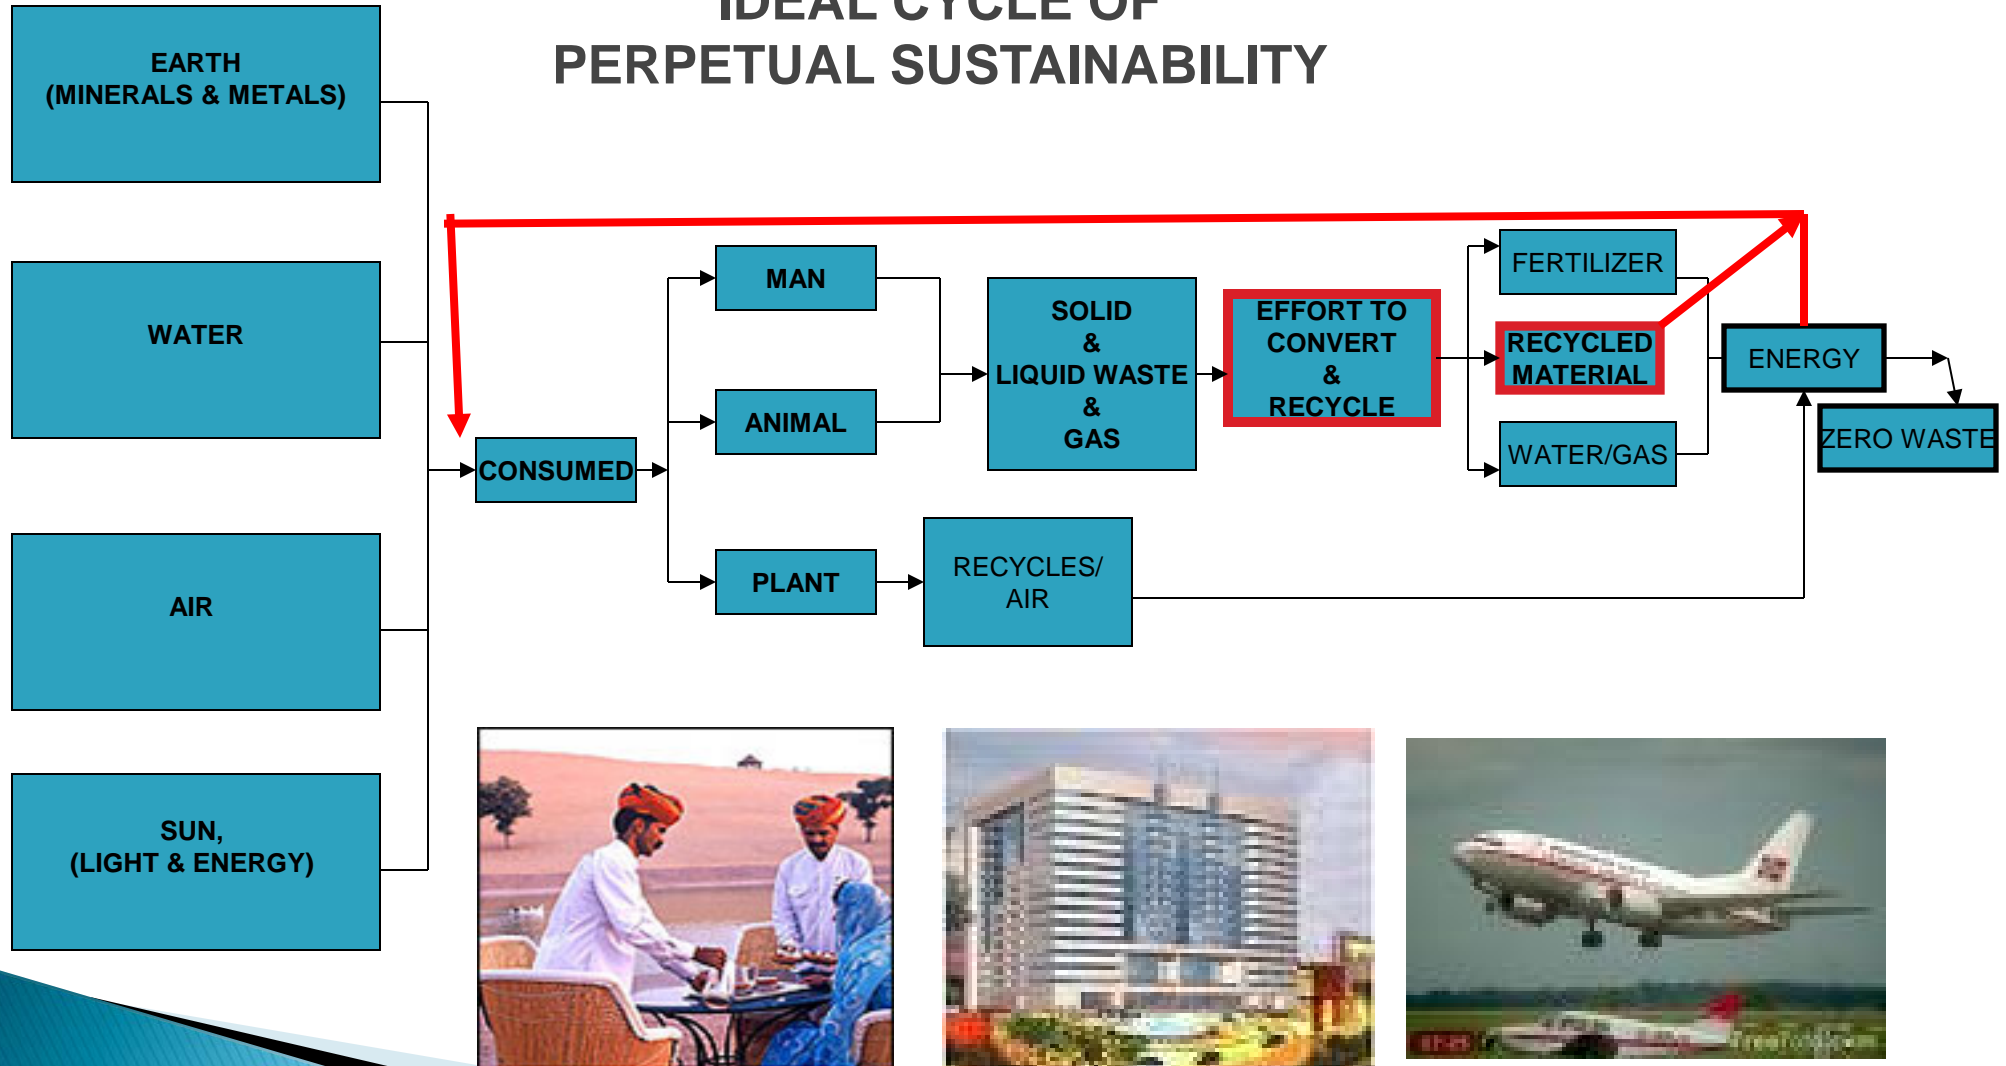 IDEAL CYCLE OF
PERPETUAL SUSTAINABILITY
EARTH
(MINERALS & METALS)
WATER
AIR
SUN,
(LIGHT & ENERGY)
CONSUMED
MAN
ANIMAL
PLANT
SOLID
&
LIQUID WASTE
&
GAS
RECYCLES/
AIR
EFFORT TO
CONVERT
&
RECYCLE
FERTILIZER
RECYCLED
MATERIAL
WATER/GAS
ENERGY
ZERO WASTE